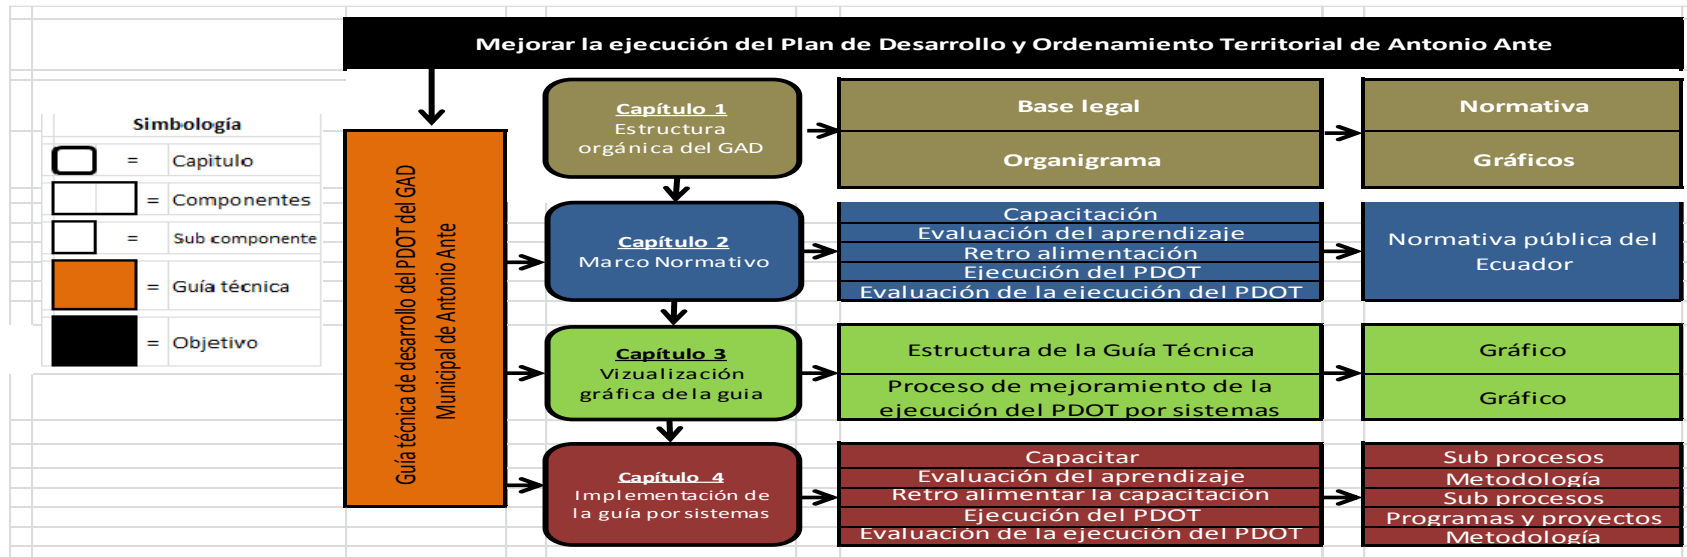 Mejorar la ejecución del Plan de Desarrollo y Ordenamiento Territorial de Antonio Ante
Simbología
= Capìtulo
= Componentes
= Sub componente
= Guía técnica
= Objetivo
Guía técnica de desarrollo del PDOT del GAD
Municipal de Antonio Ante
Capítulo 1
Estructura
orgánica del GAD
Base legal
Organigrama
Normativa
Gráficos
Capítulo 2
Marco Normativo
Capacitación
Evaluación del aprendizaje
Retro alimentación
Ejecución del PDOT
Evaluación de la ejecución del PDOT
Normativa pública del
Ecuador
Capítulo 3
Vizualización
gráfica de la guia
Estructura de la Guía Técnica
Proceso de mejoramiento de la
ejecución del PDOT por sistemas
Gráfico
Gráfico
Capítulo 4
Implementación de
la guía por sistemas
Capacitar
Evaluación del aprendizaje
Retro alimentar la capacitación
Ejecución del PDOT
Evaluación de la ejecución del PDOT
Sub procesos
Metodología
Sub procesos
Programas y proyectos
Metodología